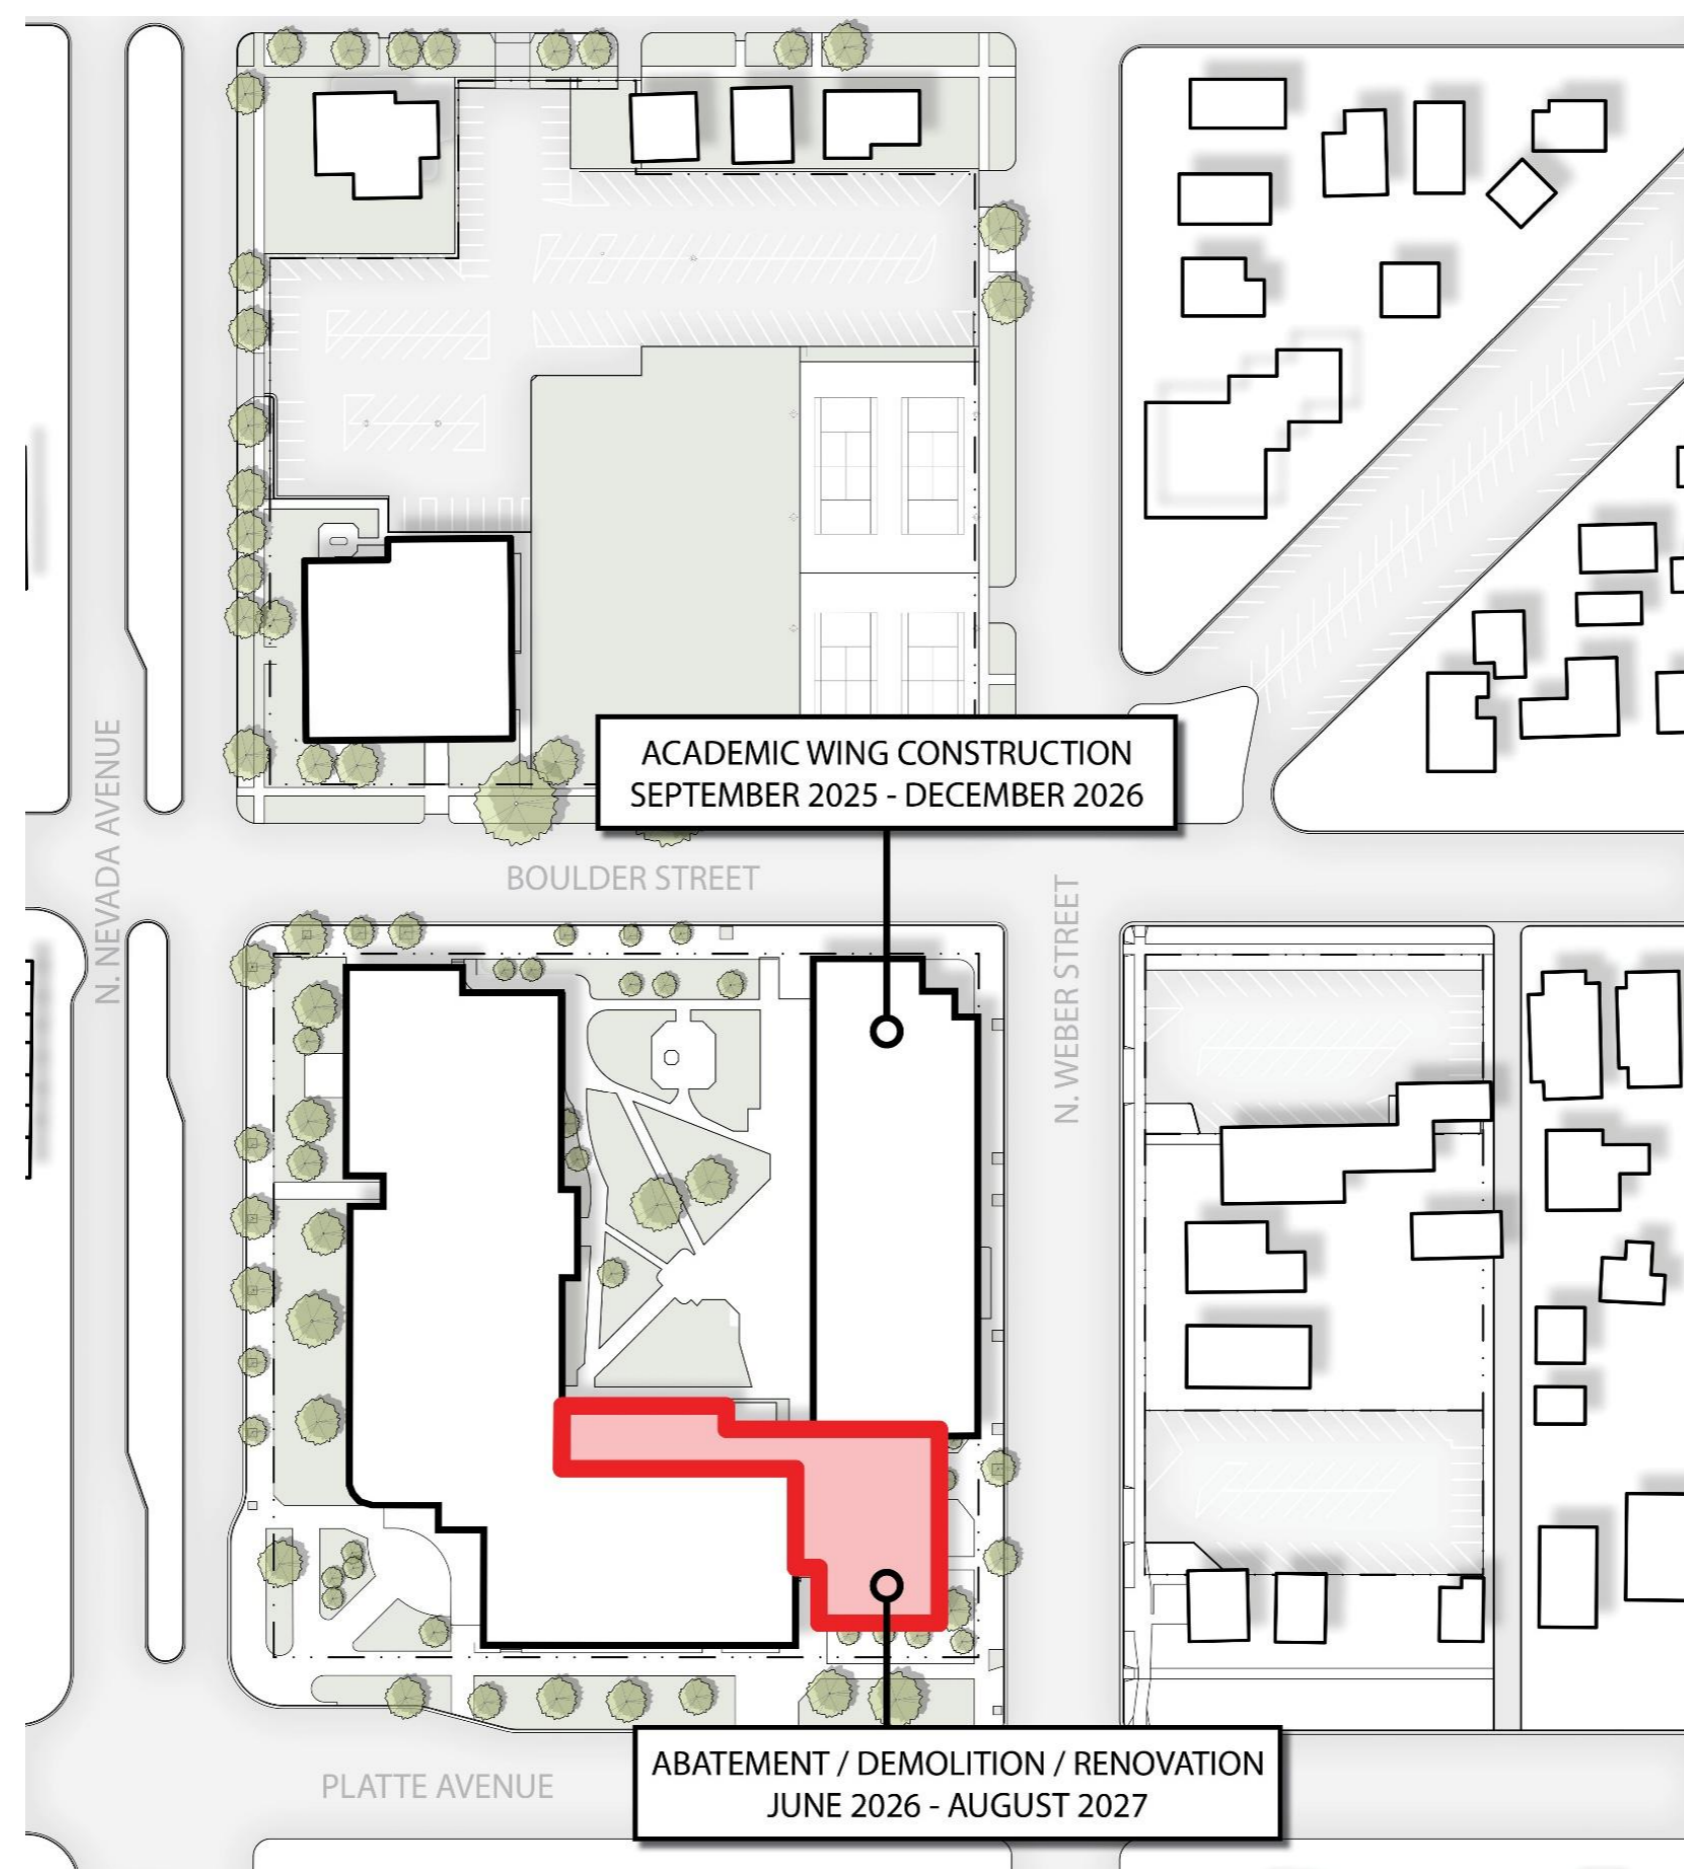 N. NEVADA AVENUE
ACADEMIC WING CONSTRUCTION
SEPTEMBER 2025 - DECEMBER 2026
BOULDER STREET
N. WEBER STREET
ABATEMENT / DEMOLITION / RENOVATION
JUNE 2026 - AUGUST 2027
PLATTE AVENUE